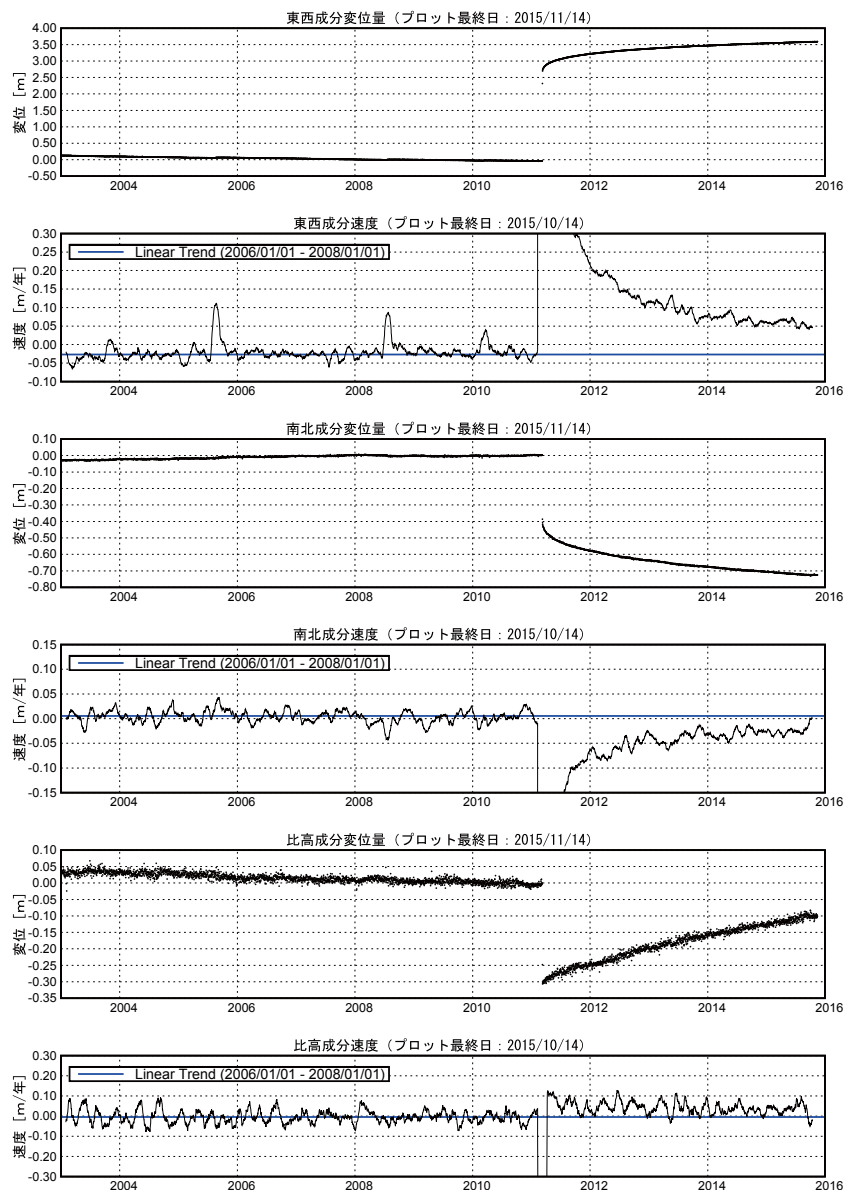 東西成分変位量（プロット最終日：2015/11/14）
変位 [m]
4.00
3.50
3.00
2.50
2.00
1.50
1.00
0.50
0.00
-0.50
2004 2006 2008 2010 2012 2014 2016
東西成分速度（プロット最終日：2015/10/14）
速度 [m/年]
0.30
0.25
0.20
0.15
0.10
0.05
0.00
-0.05
-0.10
Linear Trend (2006/01/01 - 2008/01/01)
2004 2006 2008 2010 2012 2014 2016
南北成分変位量（プロット最終日：2015/11/14）
変位 [m]
0.10
0.00
-0.10
-0.20
-0.30
-0.40
-0.50
-0.60
-0.70
-0.80
2004 2006 2008 2010 2012 2014 2016
南北成分速度（プロット最終日：2015/10/14）
速度 [m/年]
0.15
0.10
0.05
0.00
-0.05
-0.10
-0.15
Linear Trend (2006/01/01 - 2008/01/01)
2004 2006 2008 2010 2012 2014 2016
比高成分変位量（プロット最終日：2015/11/14）
変位 [m]
0.10
0.05
0.00
-0.05
-0.10
-0.15
-0.20
-0.25
-0.30
-0.35
2004 2006 2008 2010 2012 2014 2016
比高成分速度（プロット最終日：2015/10/14）
速度 [m/年]
0.30
0.20
0.10
0.00
-0.10
-0.20
-0.30
Linear Trend (2006/01/01 - 2008/01/01)
2004 2006 2008 2010 2012 2014 2016